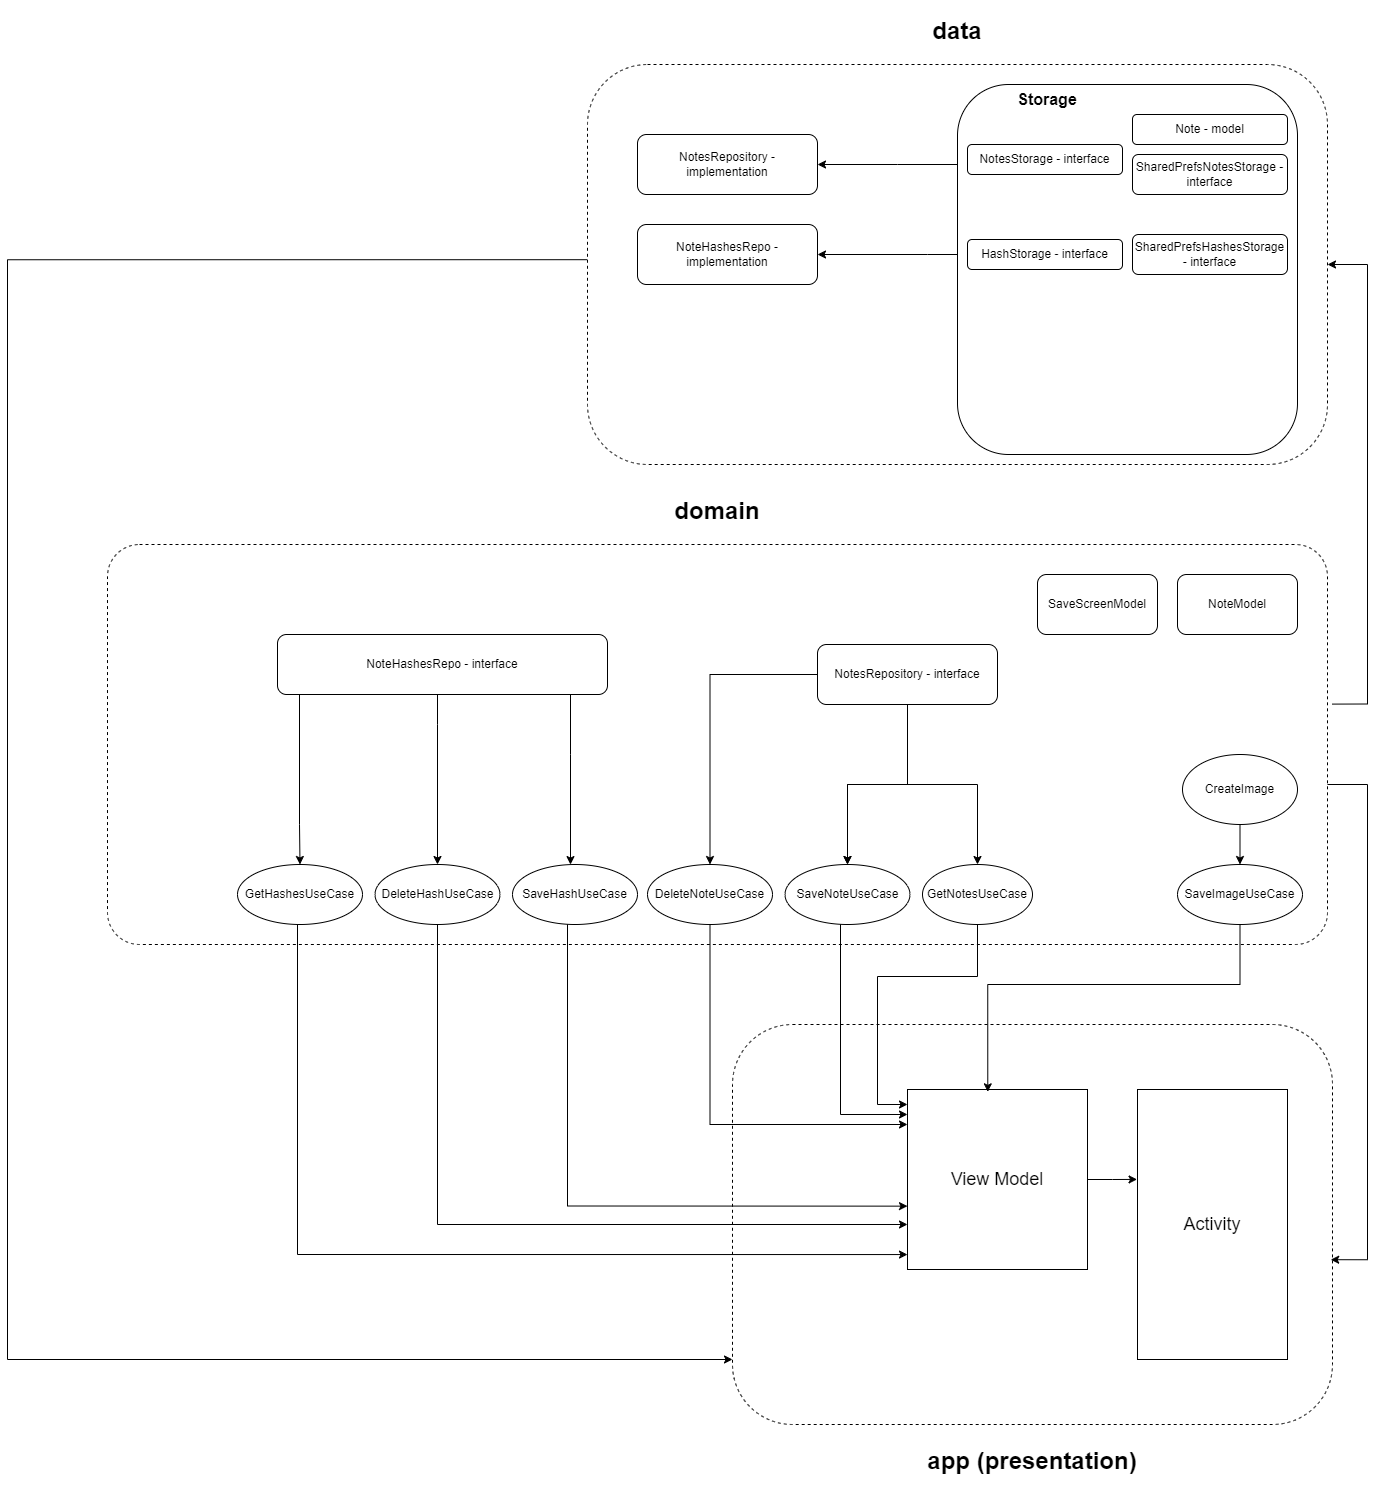 data
Storage
Note - model
NotesRepository -
implementation
NotesStorage - interface
SharedPrefsNotesStorage -
interface
NoteHashesRepo -
implementation
HashStorage - interface
SharedPrefsHashesStorage
- interface
domain
SaveScreenModel
NoteModel
NoteHashesRepo - interface
NotesRepository - interface
CreateImage
GetHashesUseCase
DeleteHashUseCase
SaveHashUseCase
DeleteNoteUseCase
SaveNoteUseCase
GetNotesUseCase
SaveImageUseCase
View Model
Activity
app (presentation)